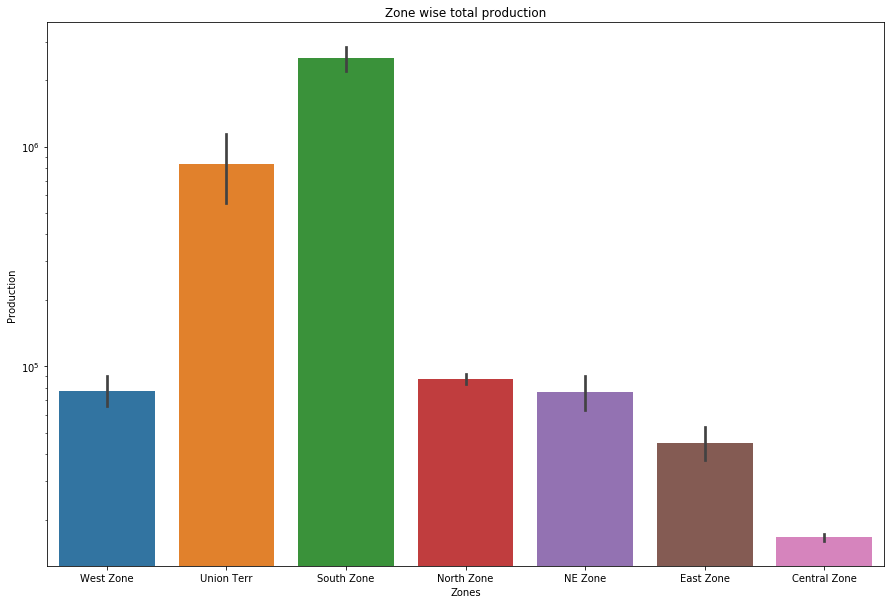 Zone wise total production
Production
10⁶
10⁵
West Zone
Union Terr
South Zone
North Zone
NE Zone
East Zone
Central Zone
Zones